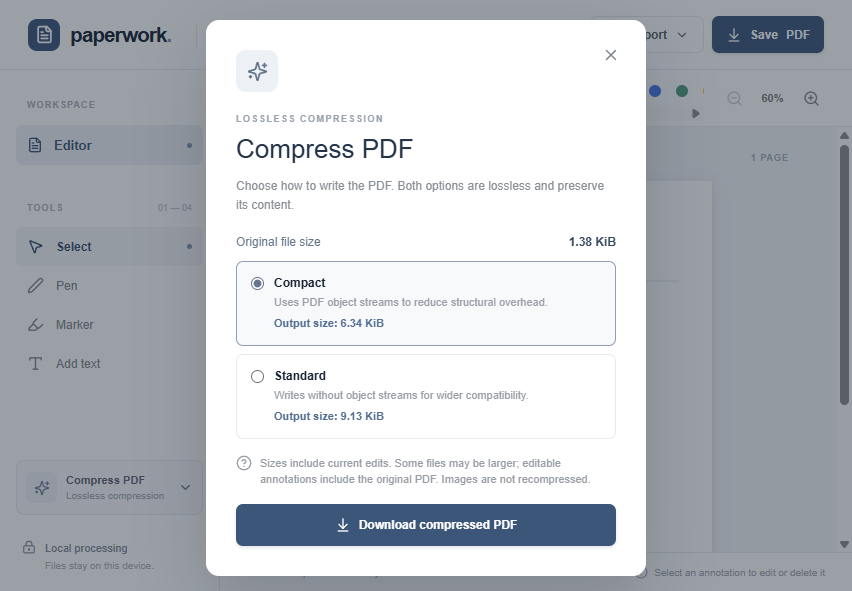 paperwork.
port
Save PDF
WORKSPACE
Editor
60%
TOOLS
01 — 04
1 PAGE
Select
Pen
Marker
Add text
Compress PDF
Lossless compression
Local processing
Files stay on this device.
LOSSLESS COMPRESSION
Compress PDF
Choose how to write the PDF. Both options are lossless and preserve
its content.
Original file size
1.38 KiB
Compact
Uses PDF object streams to reduce structural overhead.
Output size: 6.34 KiB
Standard
Writes without object streams for wider compatibility.
Output size: 9.13 KiB
Sizes include current edits. Some files may be larger; editable
annotations include the original PDF. Images are not recompressed.
Download compressed PDF
Select an annotation to edit or delete it